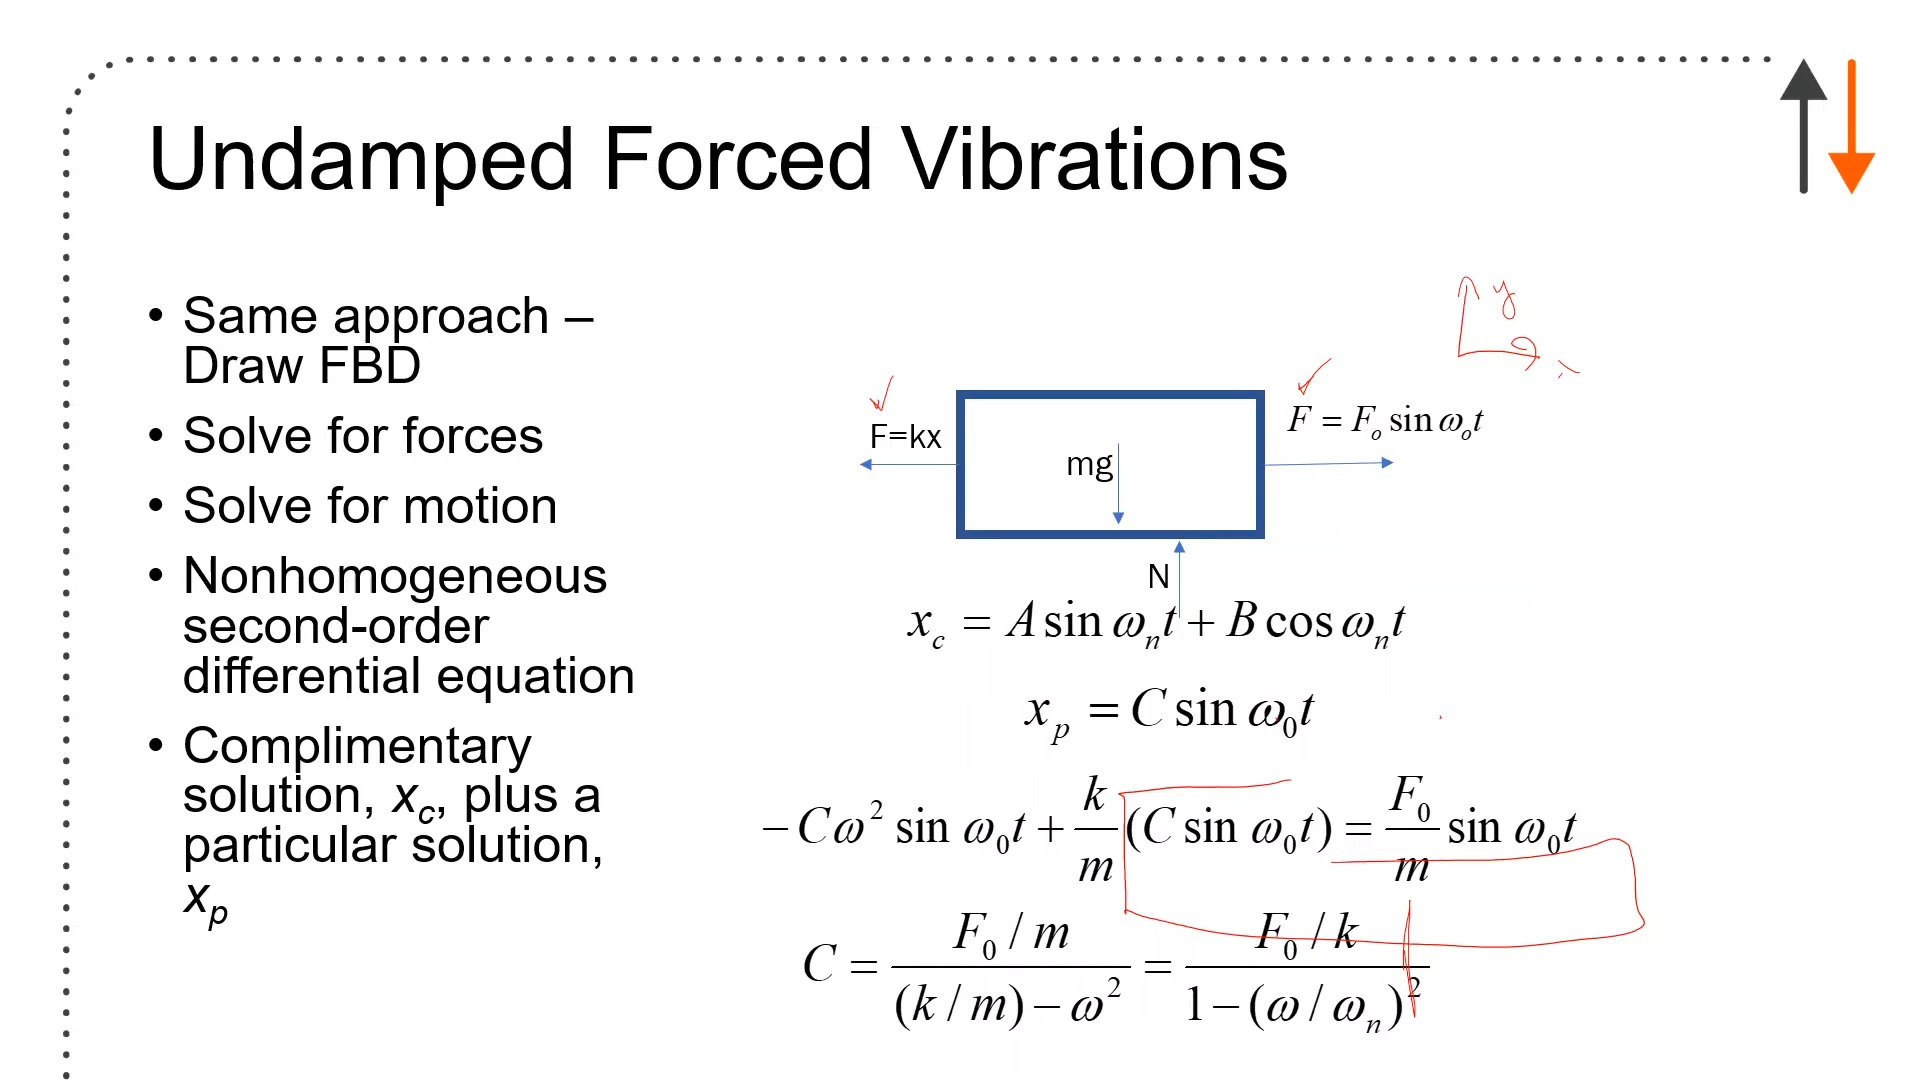 Undamped Forced Vibrations
• Same approach –
Draw FBD
• Solve for forces
• Solve for motion
• Nonhomogeneous
second-order
differential equation
• Complimentary
solution, x_c, plus a
particular solution,
x_p
y
x
F=kx
F = F_o sin ω_o t
mg
N
x_c = A sin ω_n t + B cos ω_n t
x_p = C sin ω_0 t
− Cω² sin ω_0 t + k/m (C sin ω_0 t) = F_0/m sin ω_0 t
C = (F_0 / m)/((k / m) − ω²) = (F_0 / k)/(1 − (ω / ω_n)²)